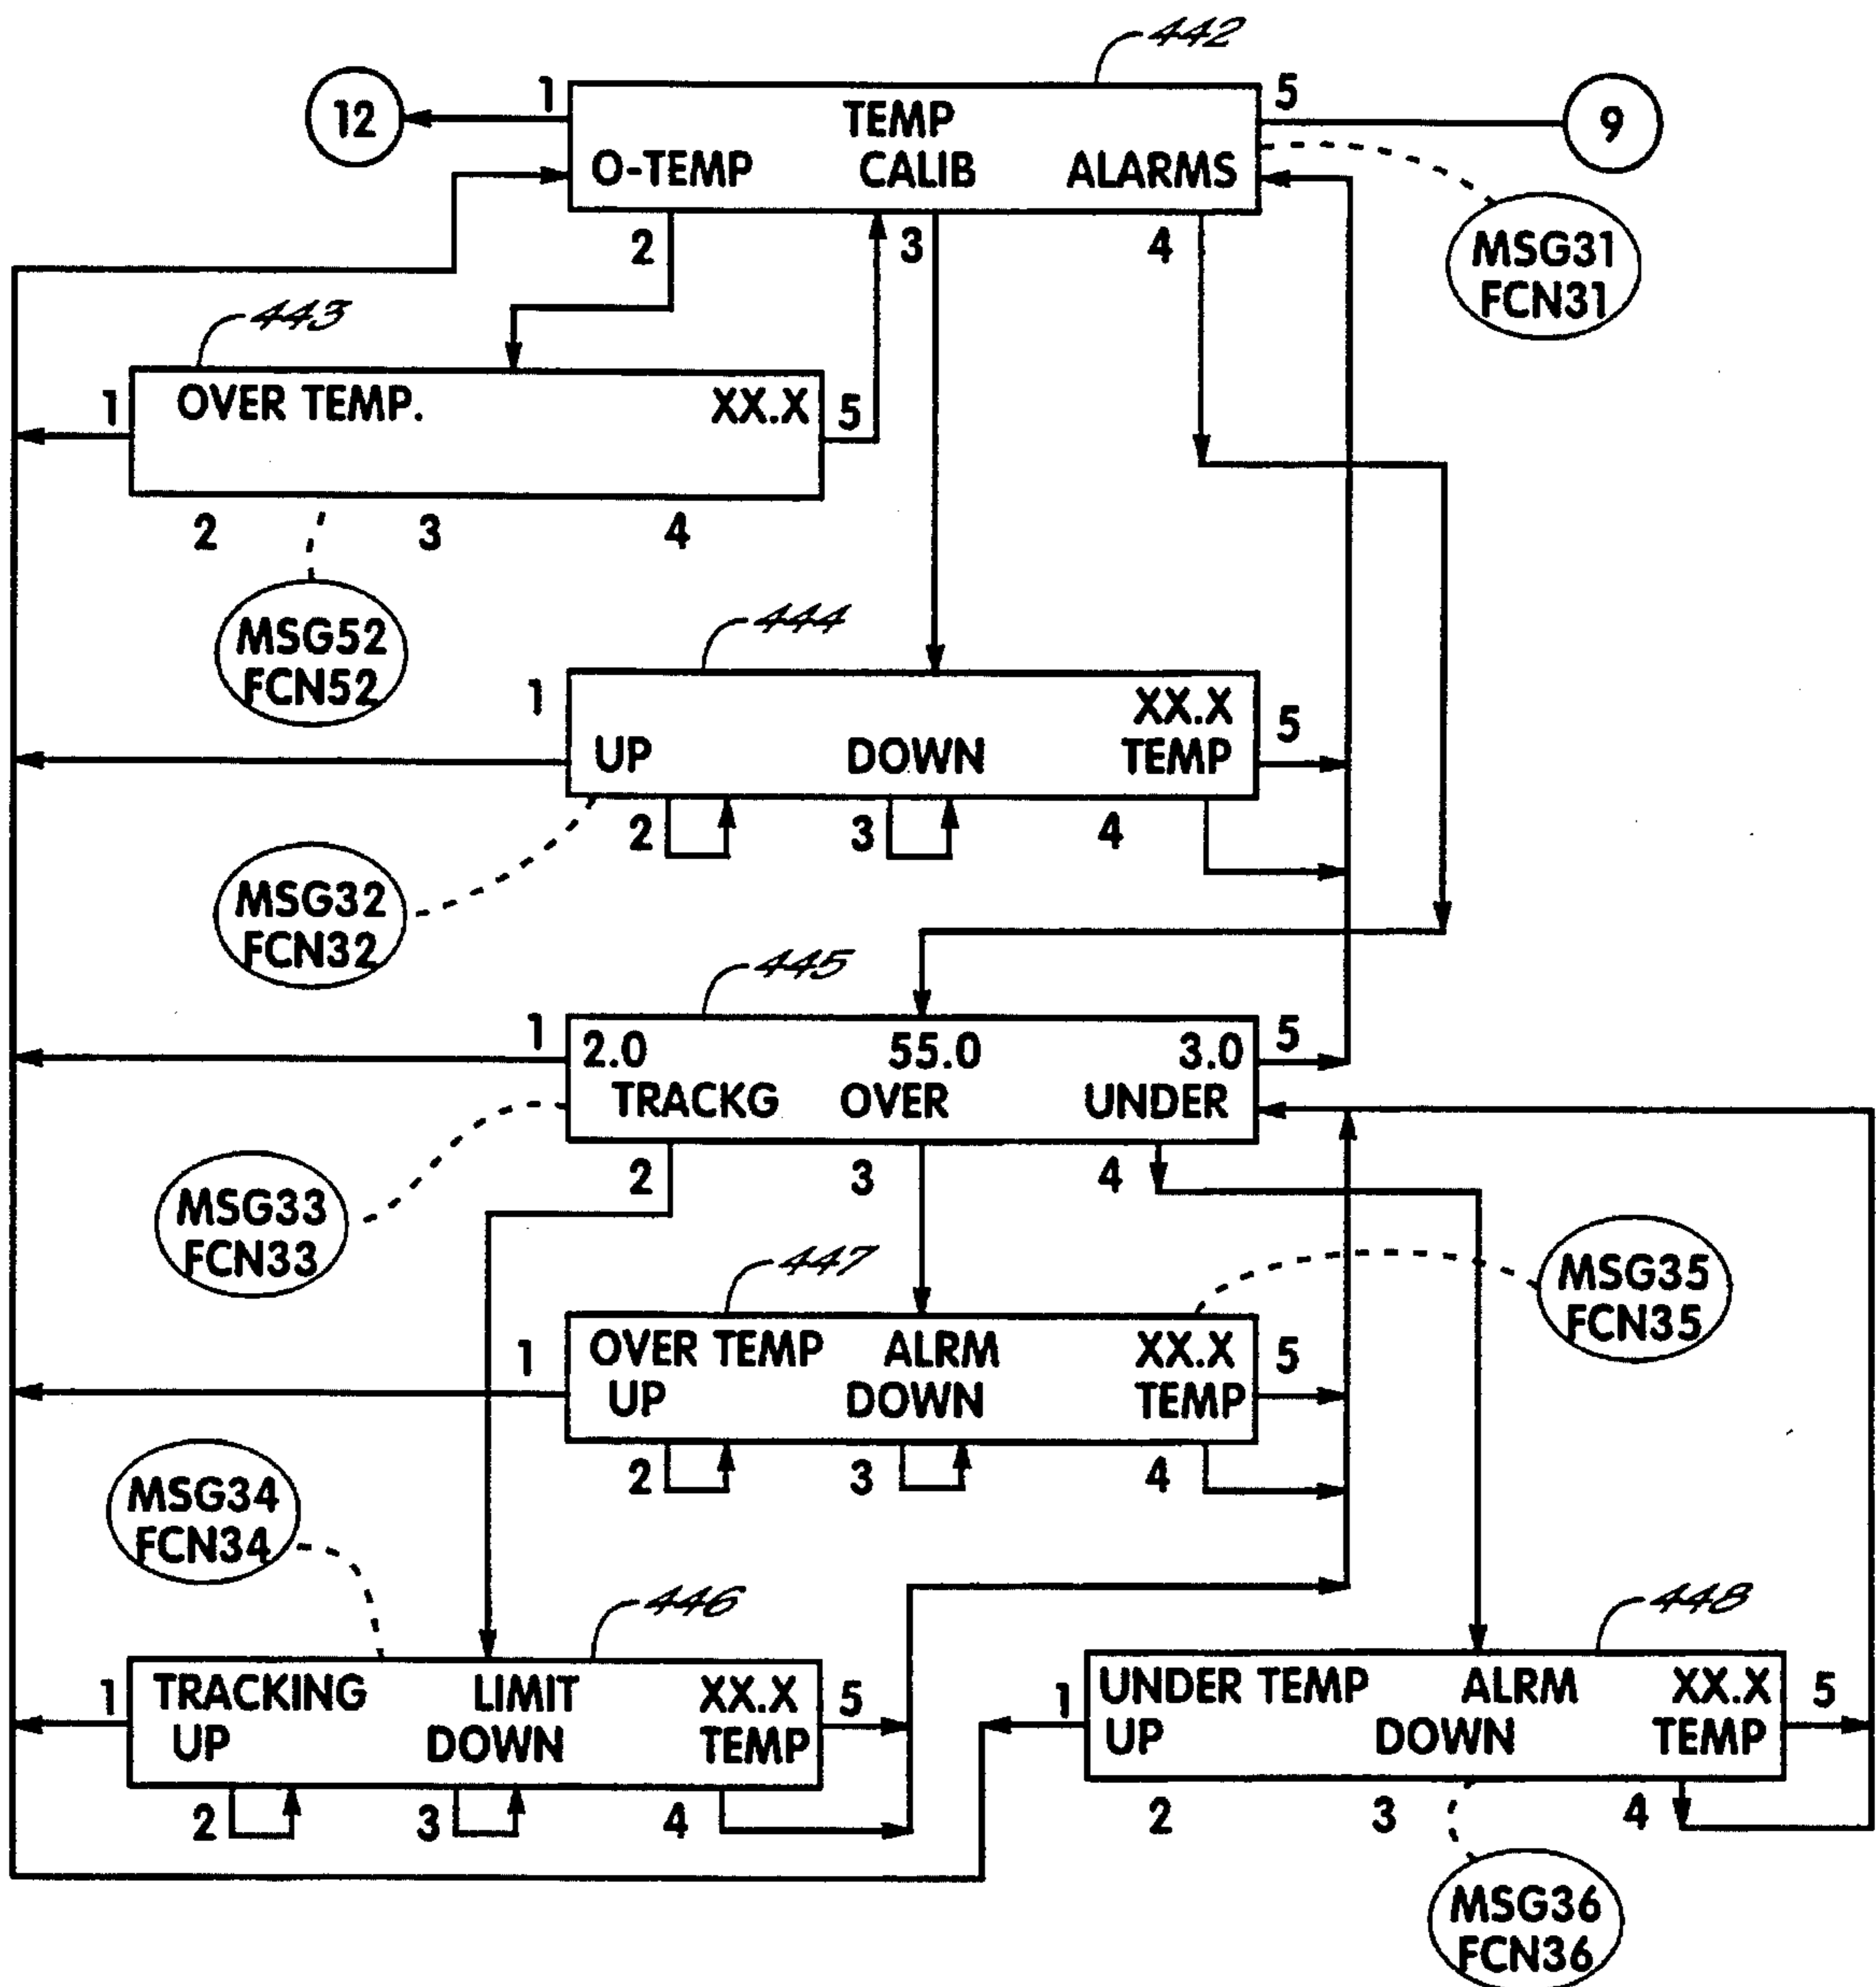 442
12
1
TEMP
5
9
O-TEMP CALIB ALARMS
2
3
4
MSG31
FCN31
443
1
OVER TEMP. XX.X
5
2 3 4
MSG52
FCN52
444
1
XX.X
5
UP DOWN TEMP
2 3 4
MSG32
FCN32
445
1
2.0 55.0 3.0
5
TRACKG OVER UNDER
2 3 4
MSG33
FCN33
447
MSG35
FCN35
1
OVER TEMP ALRM XX.X
5
UP DOWN TEMP
2 3 4
MSG34
FCN34
446
448
1
TRACKING LIMIT XX.X
5
UP DOWN TEMP
2 3 4
1
UNDER TEMP ALRM XX.X
5
UP DOWN TEMP
2 3 4
MSG36
FCN36